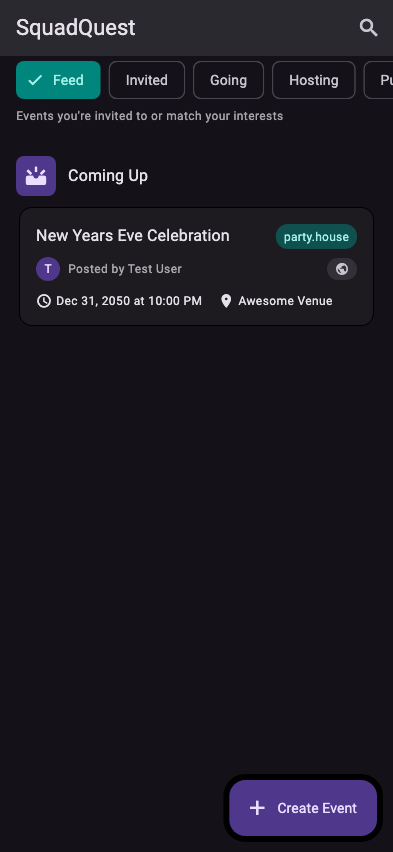 SquadQuest
Feed Invited Going Hosting Pu
Events you're invited to or match your interests
Coming Up
New Years Eve Celebration party.house
T Posted by Test User
Dec 31, 2050 at 10:00 PM Awesome Venue
+ Create Event